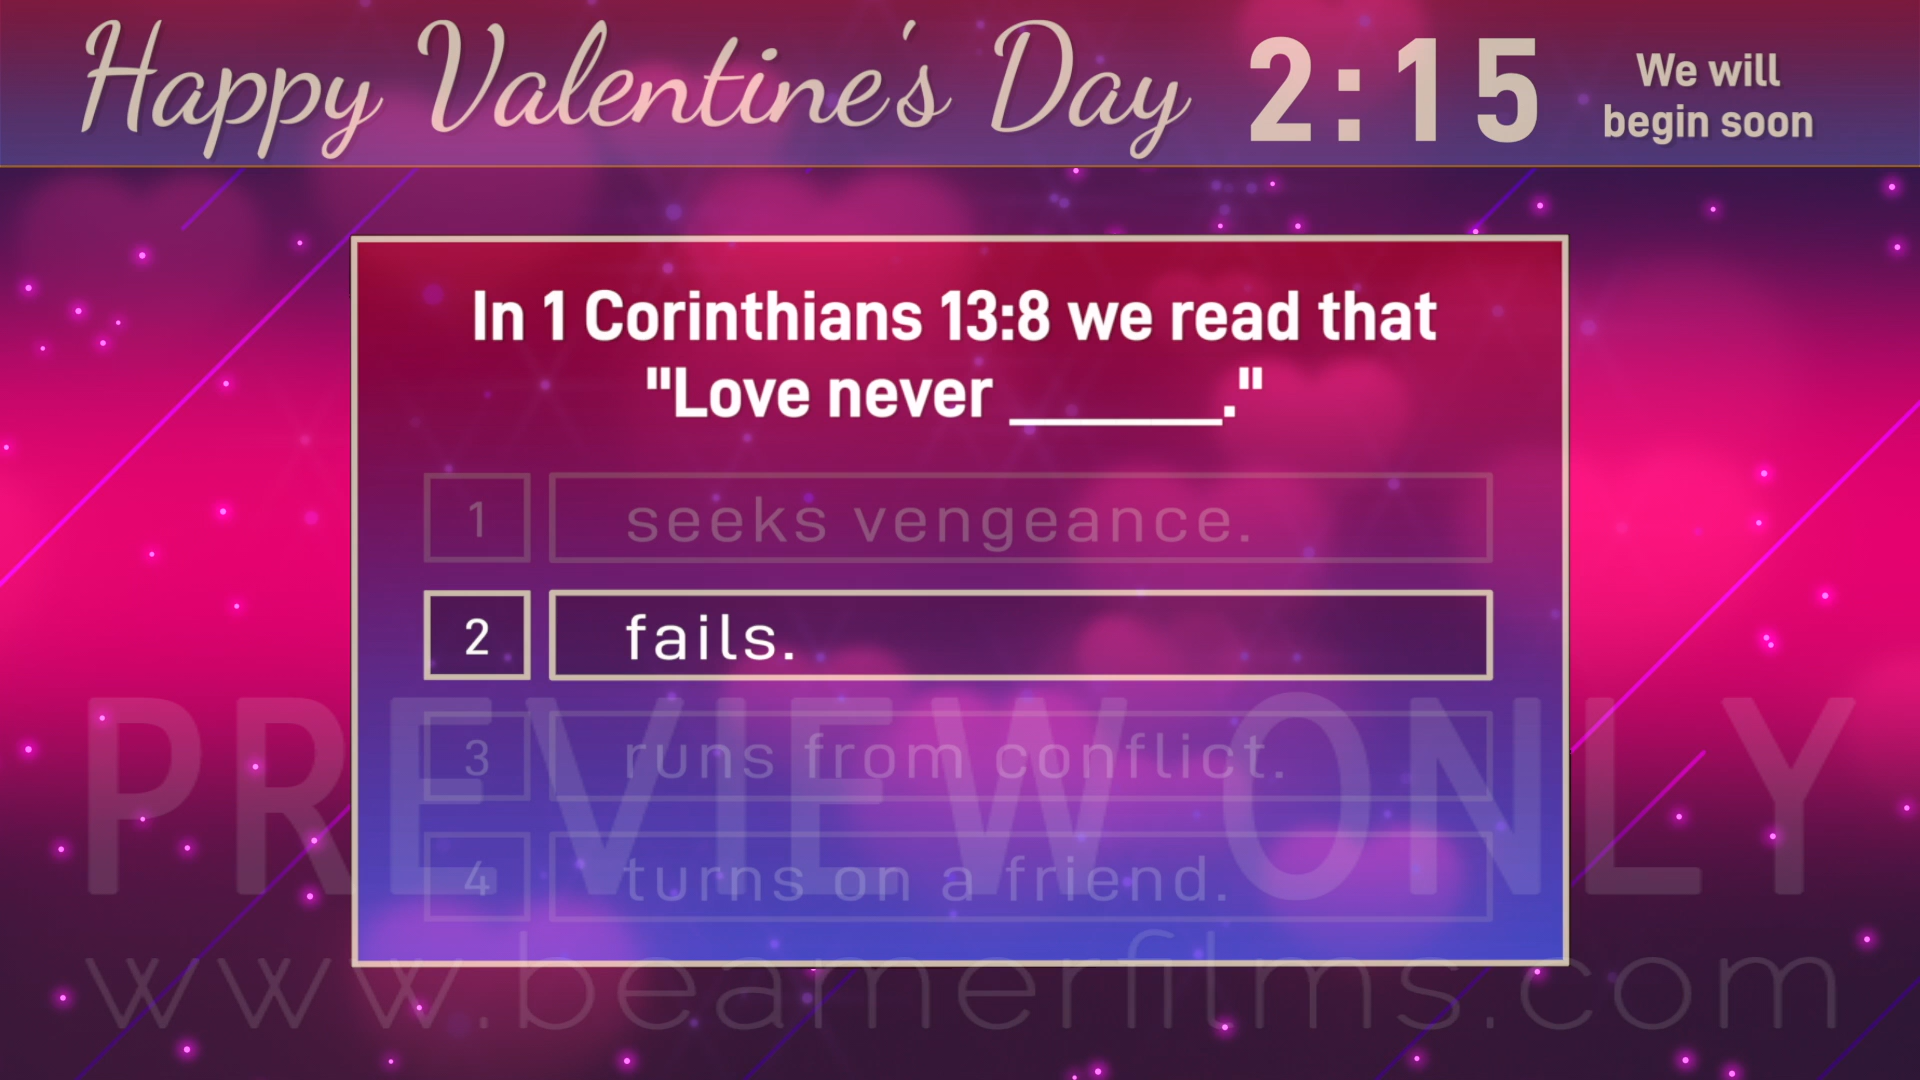 Happy Valentine's Day
2:15
We will
begin soon
In 1 Corinthians 13:8 we read that
"Love never _______."
1 seeks vengeance.
2 fails.
3 runs from conflict.
4 turns on a friend.
PREVIEW ONLY
www.beamerfilms.com